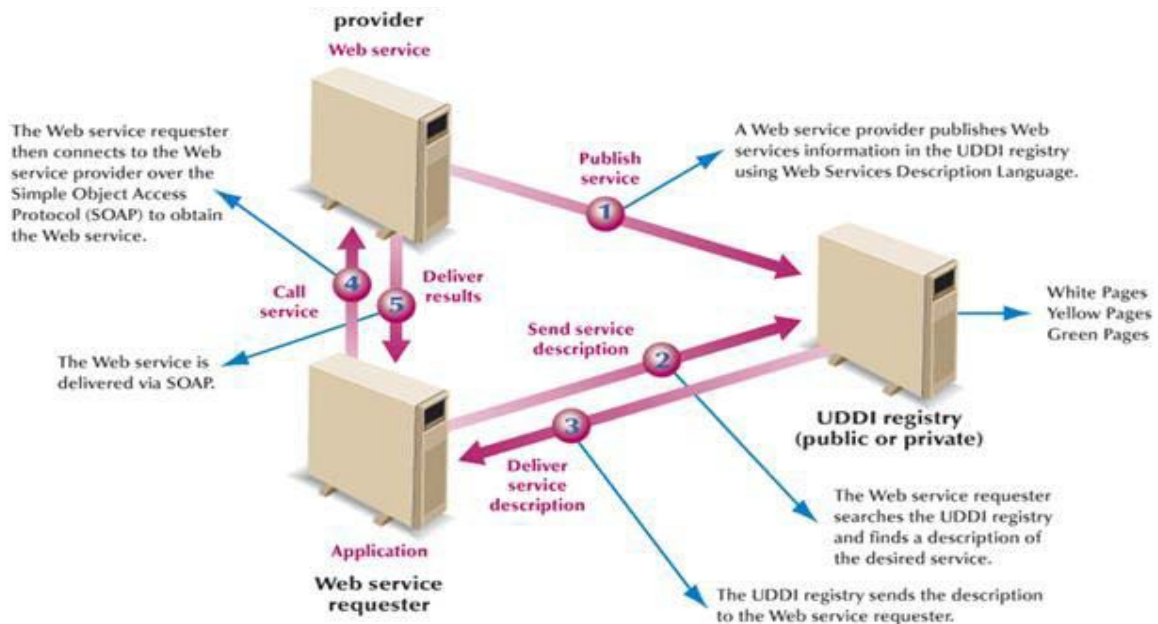 provider
Web service
The Web service requester
then connects to the Web
service provider over the
Simple Object Access
Protocol (SOAP) to obtain
the Web service.
Publish
service
1
A Web service provider publishes Web
services information in the UDDI registry
using Web Services Description Language.
4
Call
service
5
Deliver
results
The Web service is
delivered via SOAP.
Send service
description
2
White Pages
Yellow Pages
Green Pages
UDDI registry
(public or private)
3
Deliver
service
description
Application
Web service
requester
The Web service requester
searches the UDDI registry
and finds a description of
the desired service.
The UDDI registry sends the description
to the Web service requester.